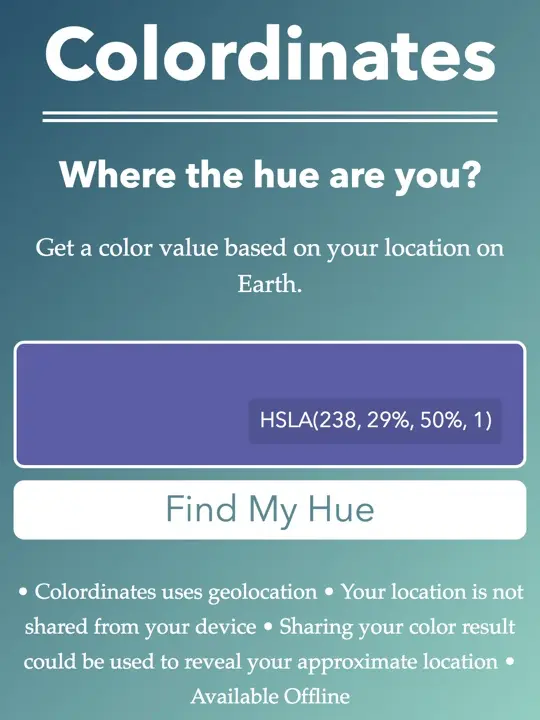 Colordinates
Where the hue are you?
Get a color value based on your location on
Earth.
HSLA(238, 29%, 50%, 1)
Find My Hue
• Colordinates uses geolocation • Your location is not
shared from your device • Sharing your color result
could be used to reveal your approximate location •
Available Offline